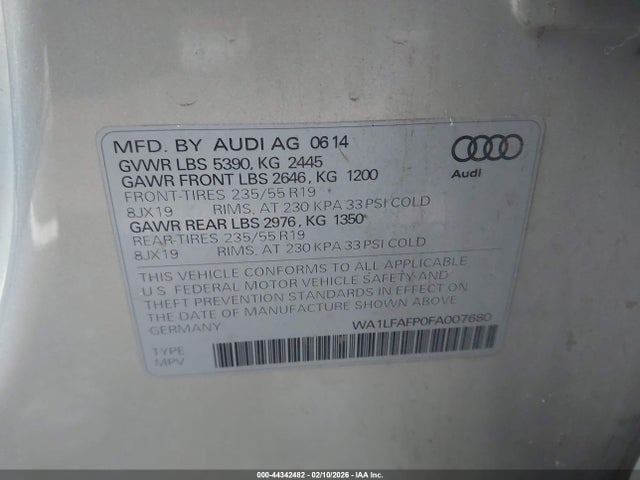 MFD. BY AUDI AG 0614
GVWR LBS 5390, KG 2445
GAWR FRONT LBS 2646, KG 1200
FRONT-TIRES 235/55 R19
8JX19 RIMS, AT 230 KPA 33 PSI COLD
GAWR REAR LBS 2976, KG 1350
REAR-TIRES 235/55 R19
8JX19 RIMS, AT 230 KPA 33 PSI COLD
THIS VEHICLE CONFORMS TO ALL APPLICABLE
U S FEDERAL MOTOR VEHICLE SAFETY AND
THEFT PREVENTION STANDARDS IN EFFECT ON
THE DATE OF MANUFACTURE SHOWN ABOVE.
GERMANY
WA1LFAFP0FA007680
TYPE
MPV
Audi
000-44342482 - 02/10/2026 - IAA Inc.